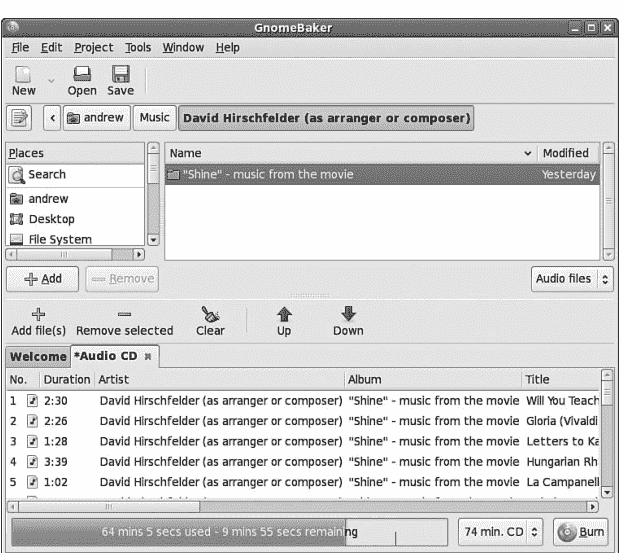 GnomeBaker
File Edit Project Tools Window Help
New Open Save
andrew Music David Hirschfelder (as arranger or composer)
Places Name Modified
Search "Shine" - music from the movie Yesterday
andrew
Desktop
File System
Add Remove Audio files
Add file(s) Remove selected Clear Up Down
Welcome *Audio CD
No. Duration Artist Album Title
1 2:30 David Hirschfelder (as arranger or composer) "Shine" - music from the movie Will You Teach
2 2:26 David Hirschfelder (as arranger or composer) "Shine" - music from the movie Gloria (Vivaldi
3 1:28 David Hirschfelder (as arranger or composer) "Shine" - music from the movie Letters to Ka
4 3:39 David Hirschfelder (as arranger or composer) "Shine" - music from the movie Hungarian Rh
5 1:02 David Hirschfelder (as arranger or composer) "Shine" - music from the movie La Campanell
64 mins 5 secs used - 9 mins 55 secs remaining 74 min. CD Burn